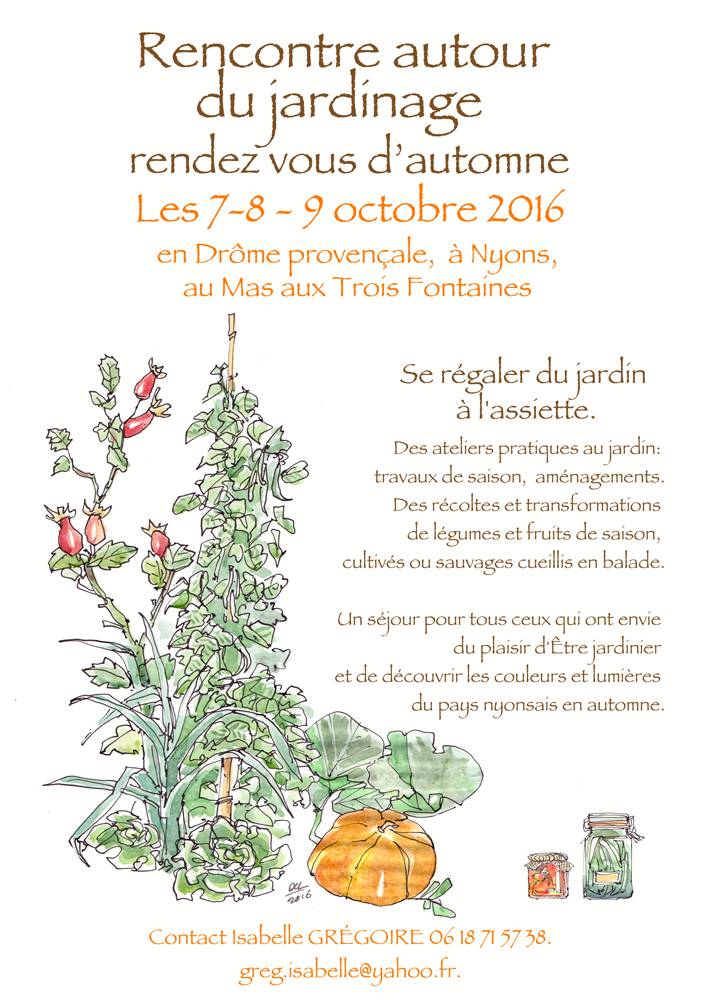 Rencontre autour
du jardinage
rendez vous d'automne
Les 7-8 - 9 octobre 2016
en Drôme provençale, à Nyons,
au Mas aux Trois Fontaines
Se régaler du jardin
à l'assiette.
Des ateliers pratiques au jardin:
travaux de saison, aménagements.
Des récoltes et transformations
de légumes et fruits de saison,
cultivés ou sauvages cueillis en balade.
Un séjour pour tous ceux qui ont envie
du plaisir d'Être jardinier
et de découvrir les couleurs et lumières
du pays nyonsais en automne.
2016
Contact Isabelle GRÉGOIRE 06 18 71 57 38.
greg.isabelle@yahoo.fr.